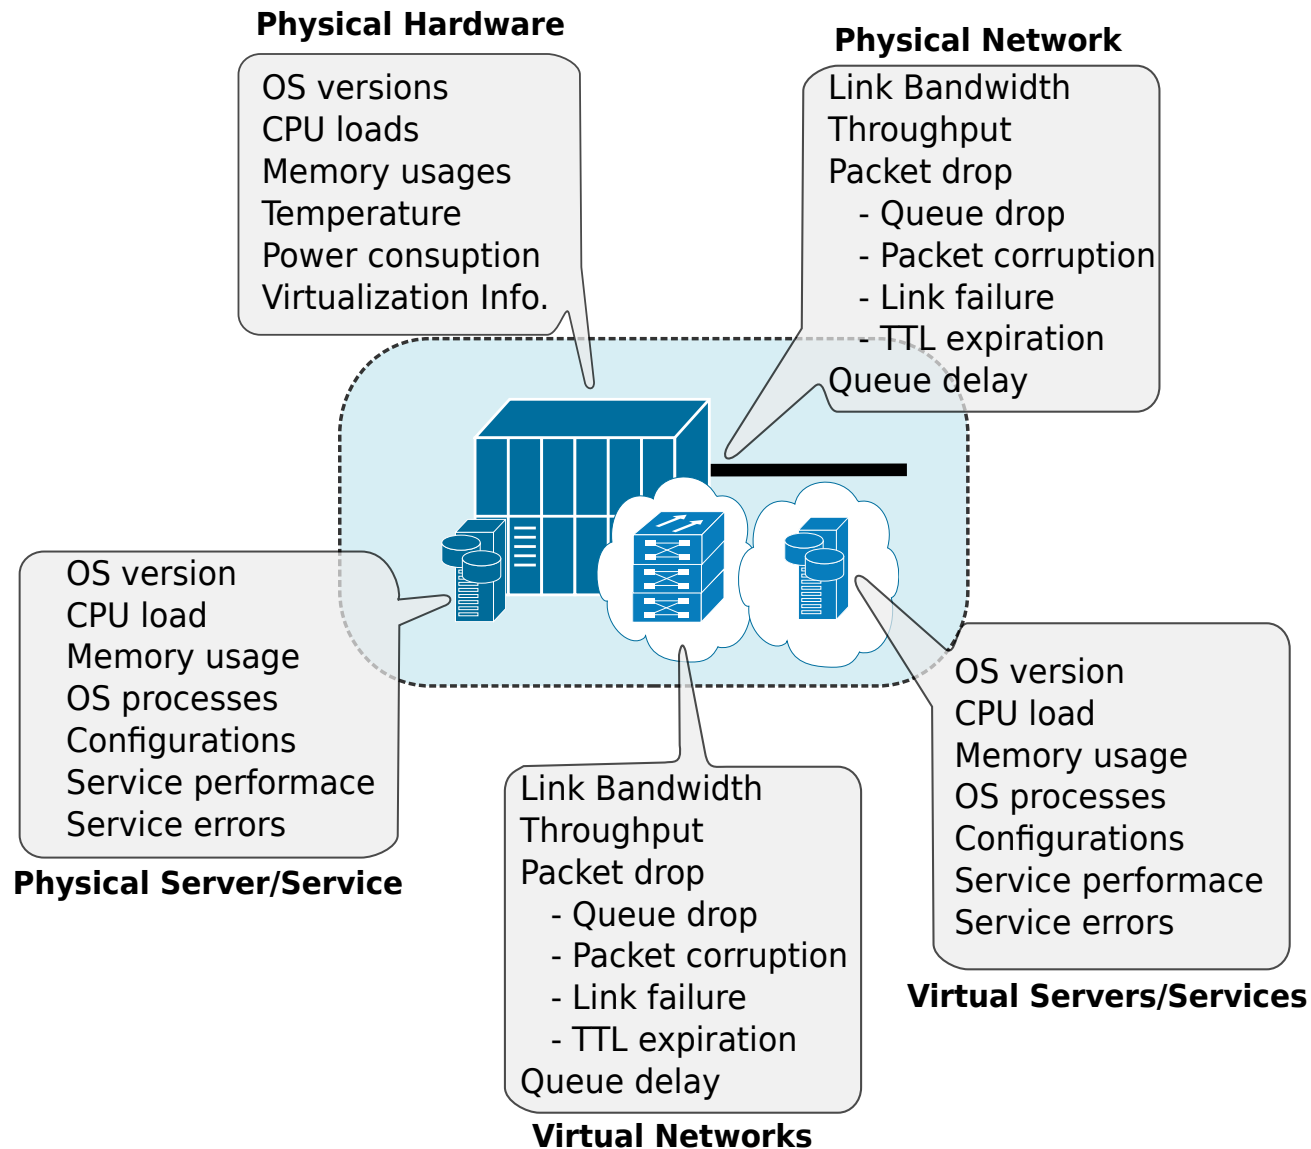 Physical Hardware
OS versions
CPU loads
Memory usages
Temperature
Power consuption
Virtualization Info.
Physical Network
Link Bandwidth
Throughput
Packet drop
- Queue drop
- Packet corruption
- Link failure
- TTL expiration
Queue delay
OS version
CPU load
Memory usage
OS processes
Configurations
Service performace
Service errors
Physical Server/Service
Link Bandwidth
Throughput
Packet drop
- Queue drop
- Packet corruption
- Link failure
- TTL expiration
Queue delay
Virtual Networks
OS version
CPU load
Memory usage
OS processes
Configurations
Service performace
Service errors
Virtual Servers/Services